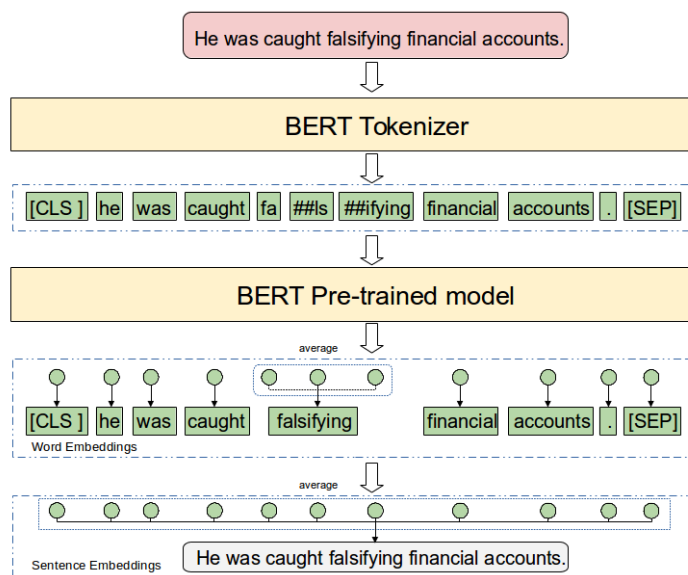 He was caught falsifying financial accounts.
BERT Tokenizer
[CLS ] he was caught fa ##ls ##ifying financial accounts . [SEP]
BERT Pre-trained model
average
[CLS ] he was caught falsifying financial accounts . [SEP]
Word Embeddings
average
He was caught falsifying financial accounts.
Sentence Embeddings